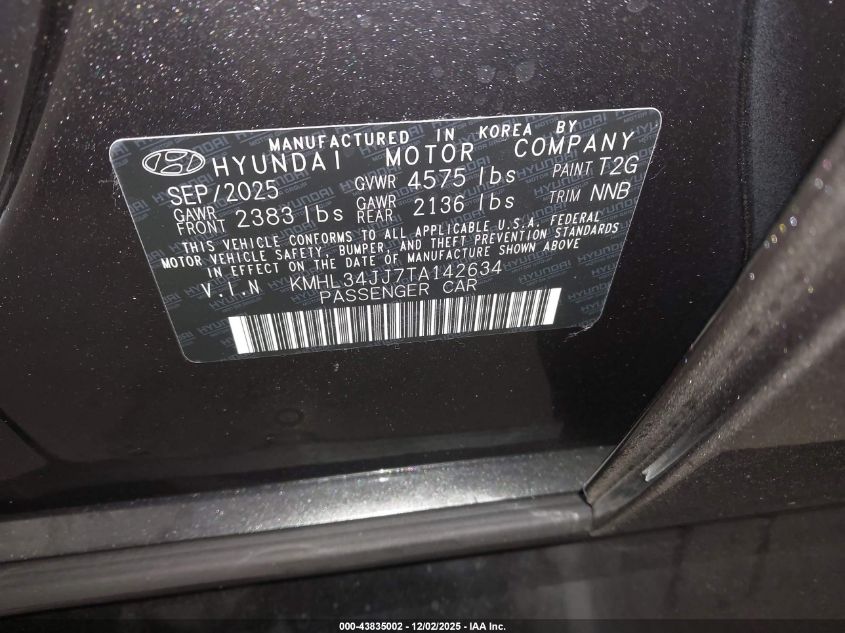 MANUFACTURED IN KOREA BY
HYUNDAI MOTOR COMPANY
SEP/2025 GVWR 4575 lbs PAINT T2G
GAWR FRONT 2383 lbs GAWR REAR 2136 lbs TRIM NNB
THIS VEHICLE CONFORMS TO ALL APPLICABLE U.S.A. FEDERAL
MOTOR VEHICLE SAFETY, BUMPER, AND THEFT PREVENTION STANDARDS
IN EFFECT ON THE DATE OF MANUFACTURE SHOWN ABOVE
V.I.N KMHL34JJ7TA142634
PASSENGER CAR
000-43835002 | 12/02/2025 | IAA Inc.